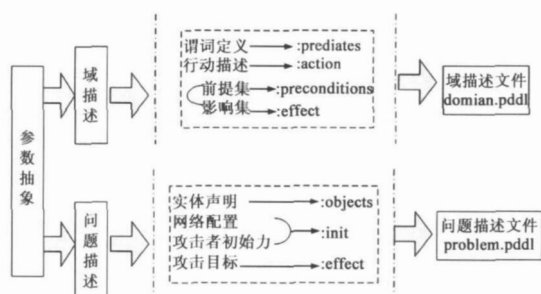 参数抽象
域描述
谓词定义 :prediates
行动描述 :action
前提集 :preconditions
影响集 :effect
域描述文件
domian.pddl
问题描述
实体声明 :objects
网络配置
:init
攻击者初始力
攻击目标 :effect
问题描述文件
problem.pddl